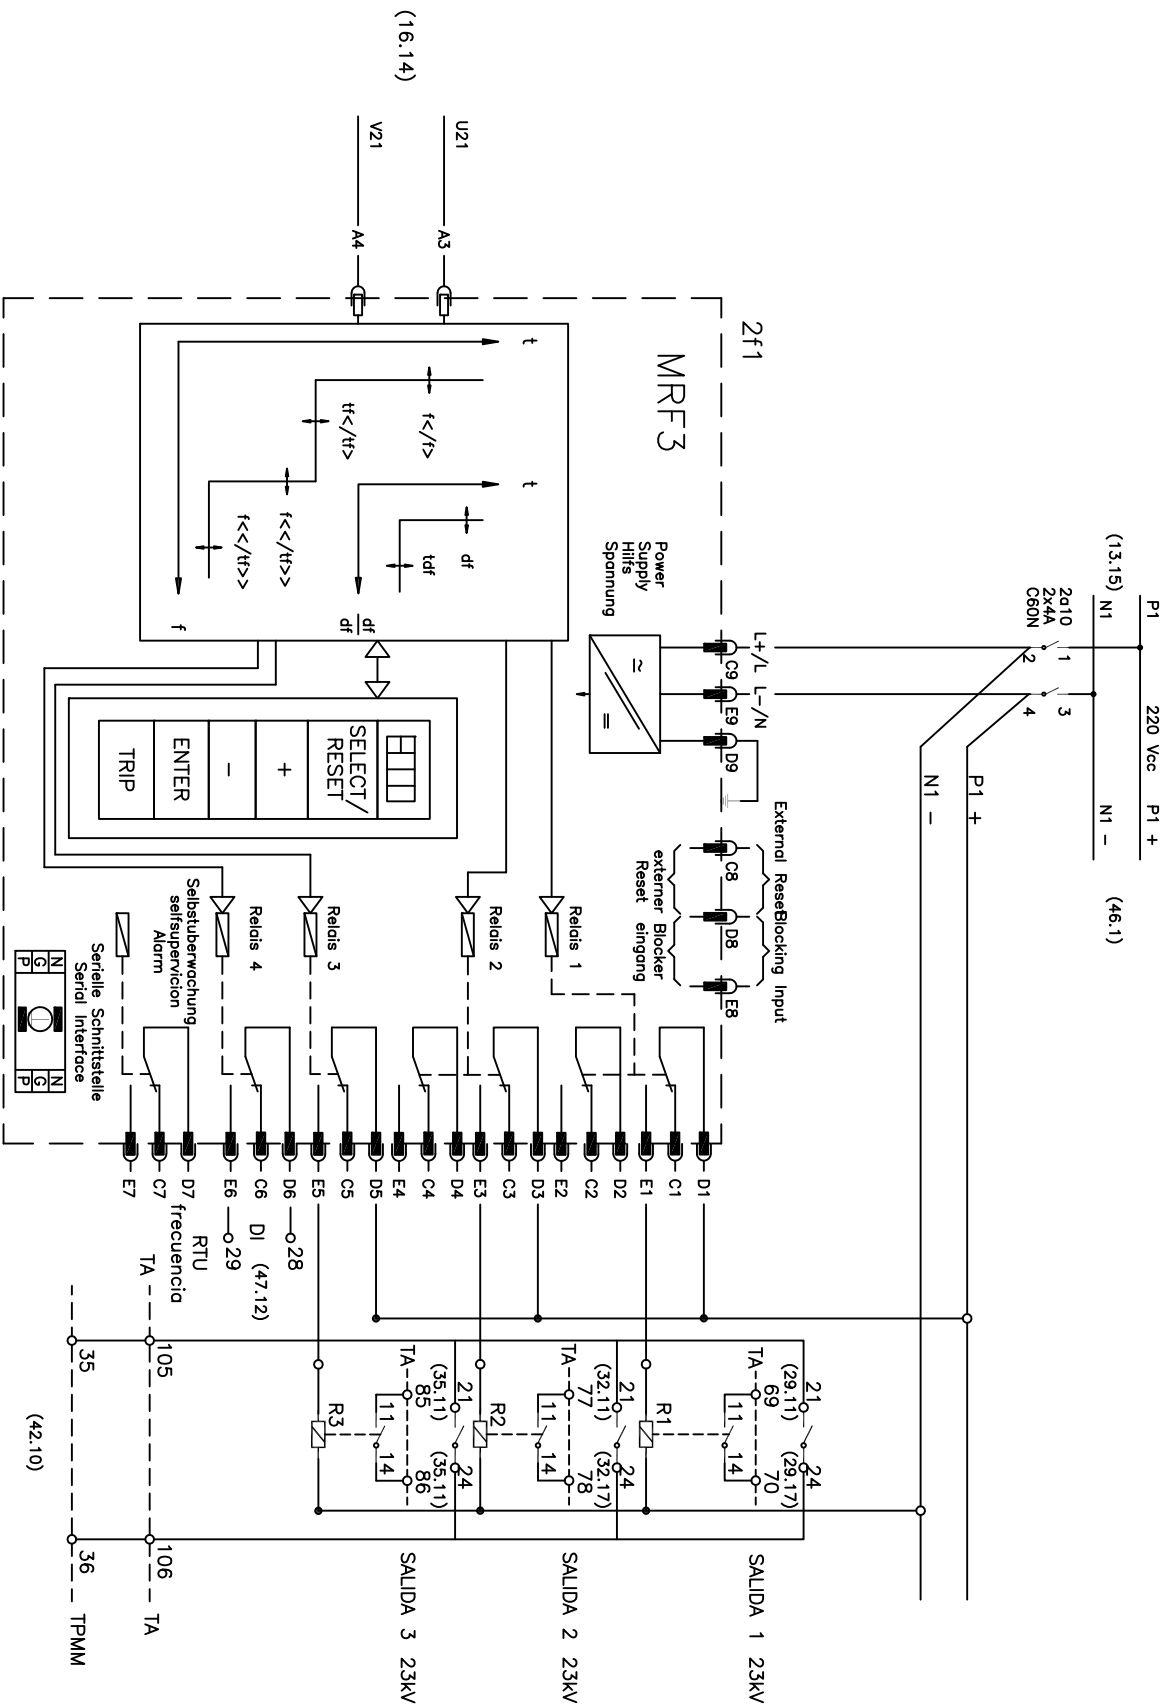 P1 220 Vcc P1 +
(13.15) N1 N1 - (46.1)
2a10
2x4A
C60N
1 3
2 4
P1 +
N1 -
L+/L L-/N
C9 E9 D9
External Reset
Blocking Input
C8 D8 E8
externer Blocker
Reset eingang
2f1
MRF3
Power
Supply
Hilfs
Spannung
≃
=
(16.14)
U21 A3
V21 A4
t
f</f>
tf</tf>
f<</tf>>
f<</tf>>
f
t
df
tdf
df
df
SELECT/
RESET
+
-
ENTER
TRIP
Relais 1
Relais 2
Relais 3
Relais 4
Selbstuberwachung
selfsupervicion
Alarm
Serielle Schnittstelle
Serial Interface
N G P
N G P
D1
C1
E1
D2
C2
E2
D3
C3
E3
D4
C4
E4
D5
C5
E5
D6 28
C6 DI (47.12)
E6 29
D7 RTU
C7 frecuencia
E7
21 24
(29.11) (29.17)
TA 69 70
11 14
R1
SALIDA 1 23kV
21 24
(32.11) (32.17)
TA 77 78
11 14
R2
SALIDA 2 23kV
21 24
(35.11) (35.11)
TA 85 86
11 14
R3
SALIDA 3 23kV
TA 105 106 TA
35 36 TPMM
(42.10)